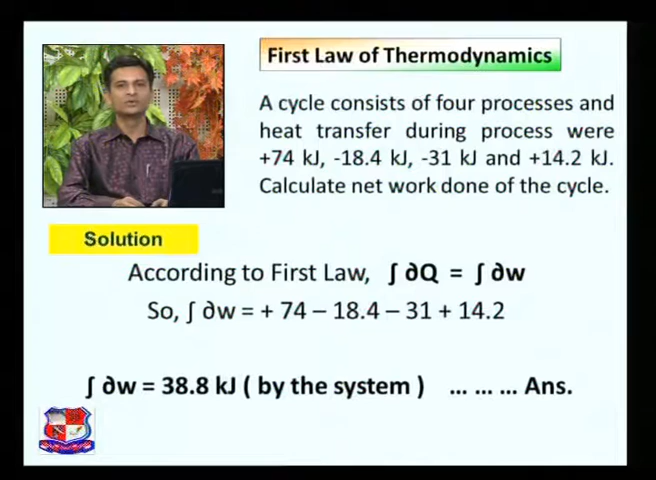 First Law of Thermodynamics
A cycle consists of four processes and
heat transfer during process were
+74 kJ, -18.4 kJ, -31 kJ and +14.2 kJ.
Calculate net work done of the cycle.
Solution
According to First Law, ∫ ∂Q = ∫ ∂w
So, ∫ ∂w = + 74 – 18.4 – 31 + 14.2
∫ ∂w = 38.8 kJ ( by the system ) ... ... ... Ans.